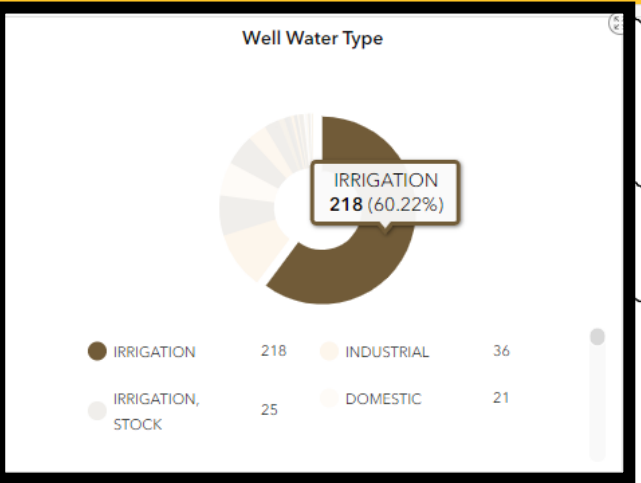 Well Water Type
IRRIGATION
218 (60.22%)
IRRIGATION 218
INDUSTRIAL 36
IRRIGATION,
STOCK 25
DOMESTIC 21